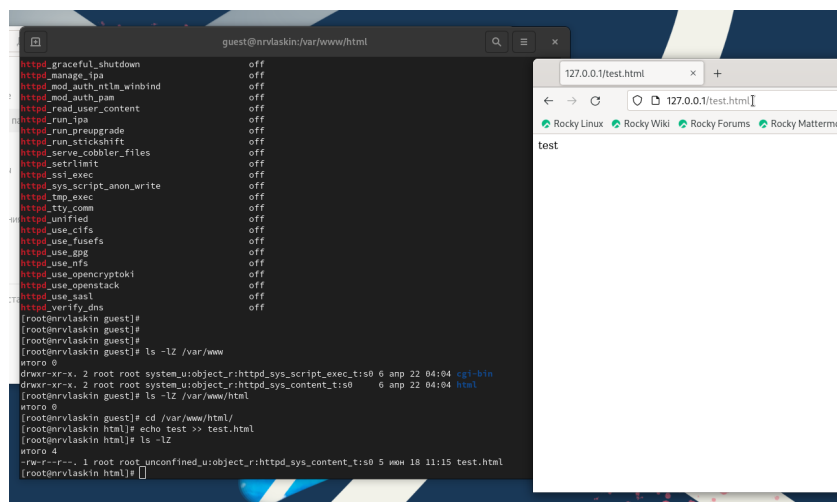 guest@nrvlaskin:/var/www/html
httpd_graceful_shutdown off
httpd_manage_ipa off
httpd_mod_auth_ntlm_winbind off
httpd_mod_auth_pam off
httpd_read_user_content off
httpd_run_ipa off
httpd_run_preupgrade off
httpd_run_stickshift off
httpd_serve_cobbler_files off
httpd_setrlimit off
httpd_ssi_exec off
httpd_sys_script_anon_write off
httpd_tmp_exec off
httpd_tty_comm off
httpd_unified off
httpd_use_cifs off
httpd_use_fusefs off
httpd_use_gpg off
httpd_use_nfs off
httpd_use_opencryptoki off
httpd_use_openstack off
httpd_use_sasl off
httpd_verify_dns off
[root@nrvlaskin guest]#
[root@nrvlaskin guest]#
[root@nrvlaskin guest]#
[root@nrvlaskin guest]# ls -lZ /var/www
итого 0
drwxr-xr-x. 2 root root system_u:object_r:httpd_sys_script_exec_t:s0 6 апр 22 04:04 cgi-bin
drwxr-xr-x. 2 root root system_u:object_r:httpd_sys_content_t:s0 6 апр 22 04:04 html
[root@nrvlaskin guest]# ls -lZ /var/www/html
итого 0
[root@nrvlaskin guest]# cd /var/www/html/
[root@nrvlaskin html]# echo test >> test.html
[root@nrvlaskin html]# ls -lZ
итого 4
-rw-r--r--. 1 root root unconfined_u:object_r:httpd_sys_content_t:s0 5 июн 18 11:15 test.html
[root@nrvlaskin html]#
127.0.0.1/test.html
127.0.0.1/test.html
Rocky Linux Rocky Wiki Rocky Forums Rocky Mattermo
test